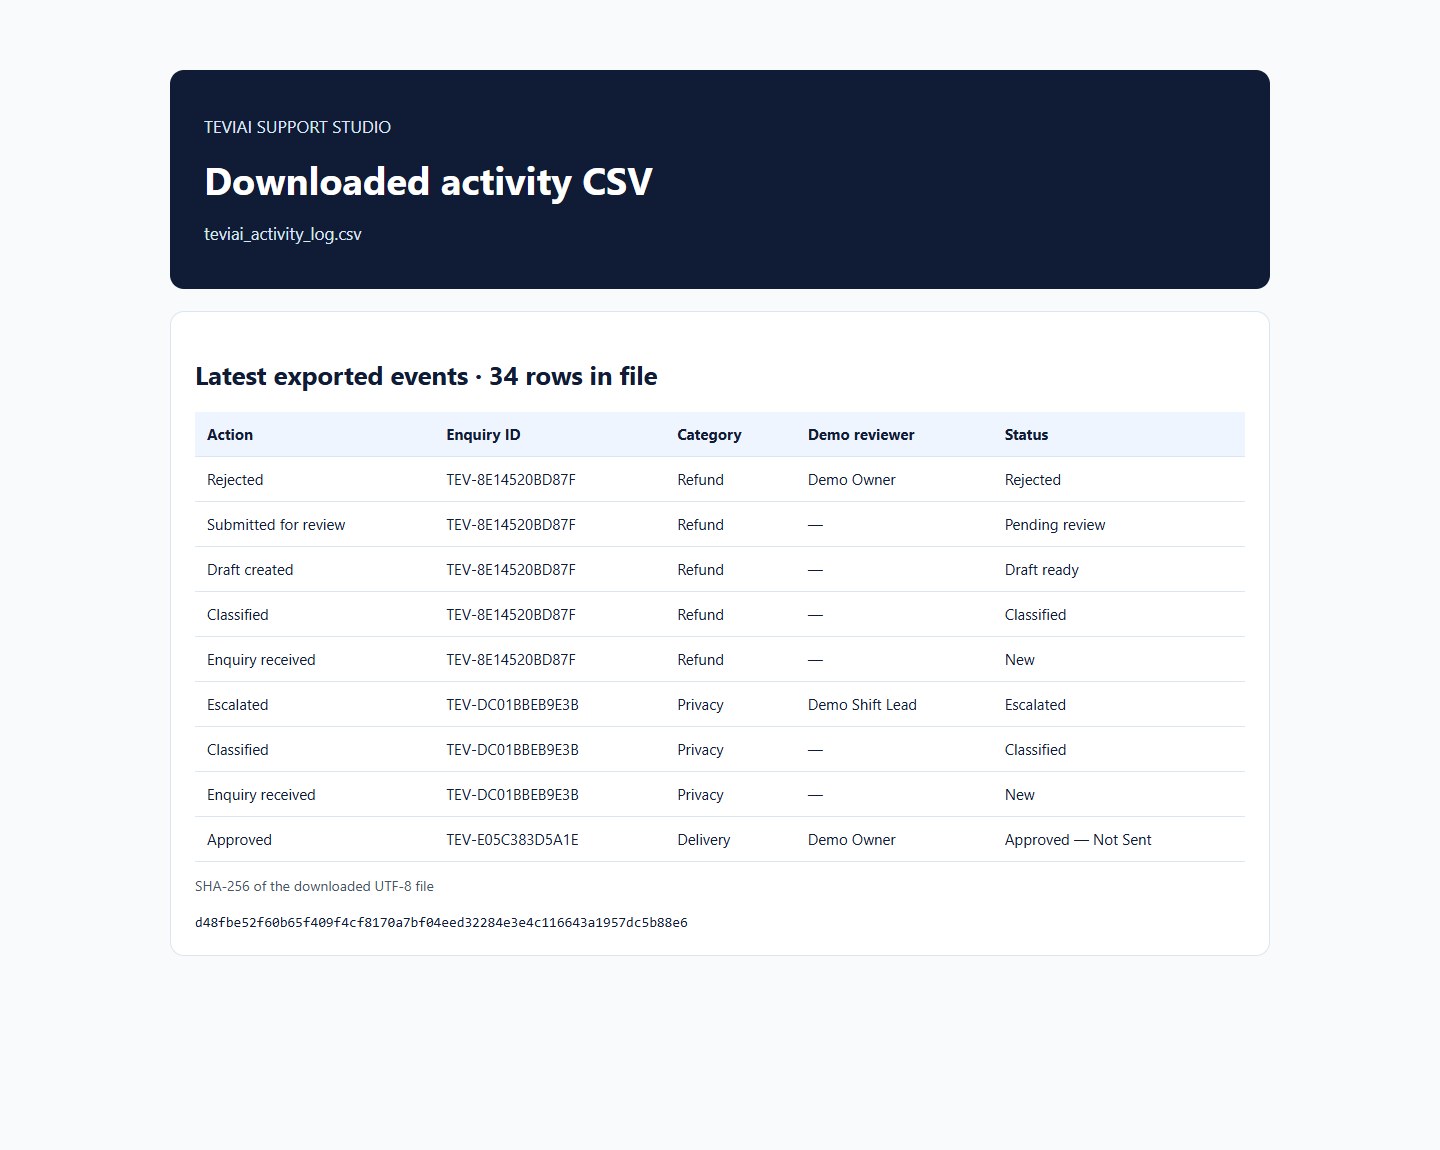 TEVIAI SUPPORT STUDIO
Downloaded activity CSV
teviai_activity_log.csv
Latest exported events · 34 rows in file
Action Enquiry ID Category Demo reviewer Status
Rejected TEV-8E14520BD87F Refund Demo Owner Rejected
Submitted for review TEV-8E14520BD87F Refund — Pending review
Draft created TEV-8E14520BD87F Refund — Draft ready
Classified TEV-8E14520BD87F Refund — Classified
Enquiry received TEV-8E14520BD87F Refund — New
Escalated TEV-DC01BBEB9E3B Privacy Demo Shift Lead Escalated
Classified TEV-DC01BBEB9E3B Privacy — Classified
Enquiry received TEV-DC01BBEB9E3B Privacy — New
Approved TEV-E05C383D5A1E Delivery Demo Owner Approved — Not Sent
SHA-256 of the downloaded UTF-8 file
d48fbe52f60b65f409f4cf8170a7bf04eed32284e3e4c116643a1957dc5b88e6